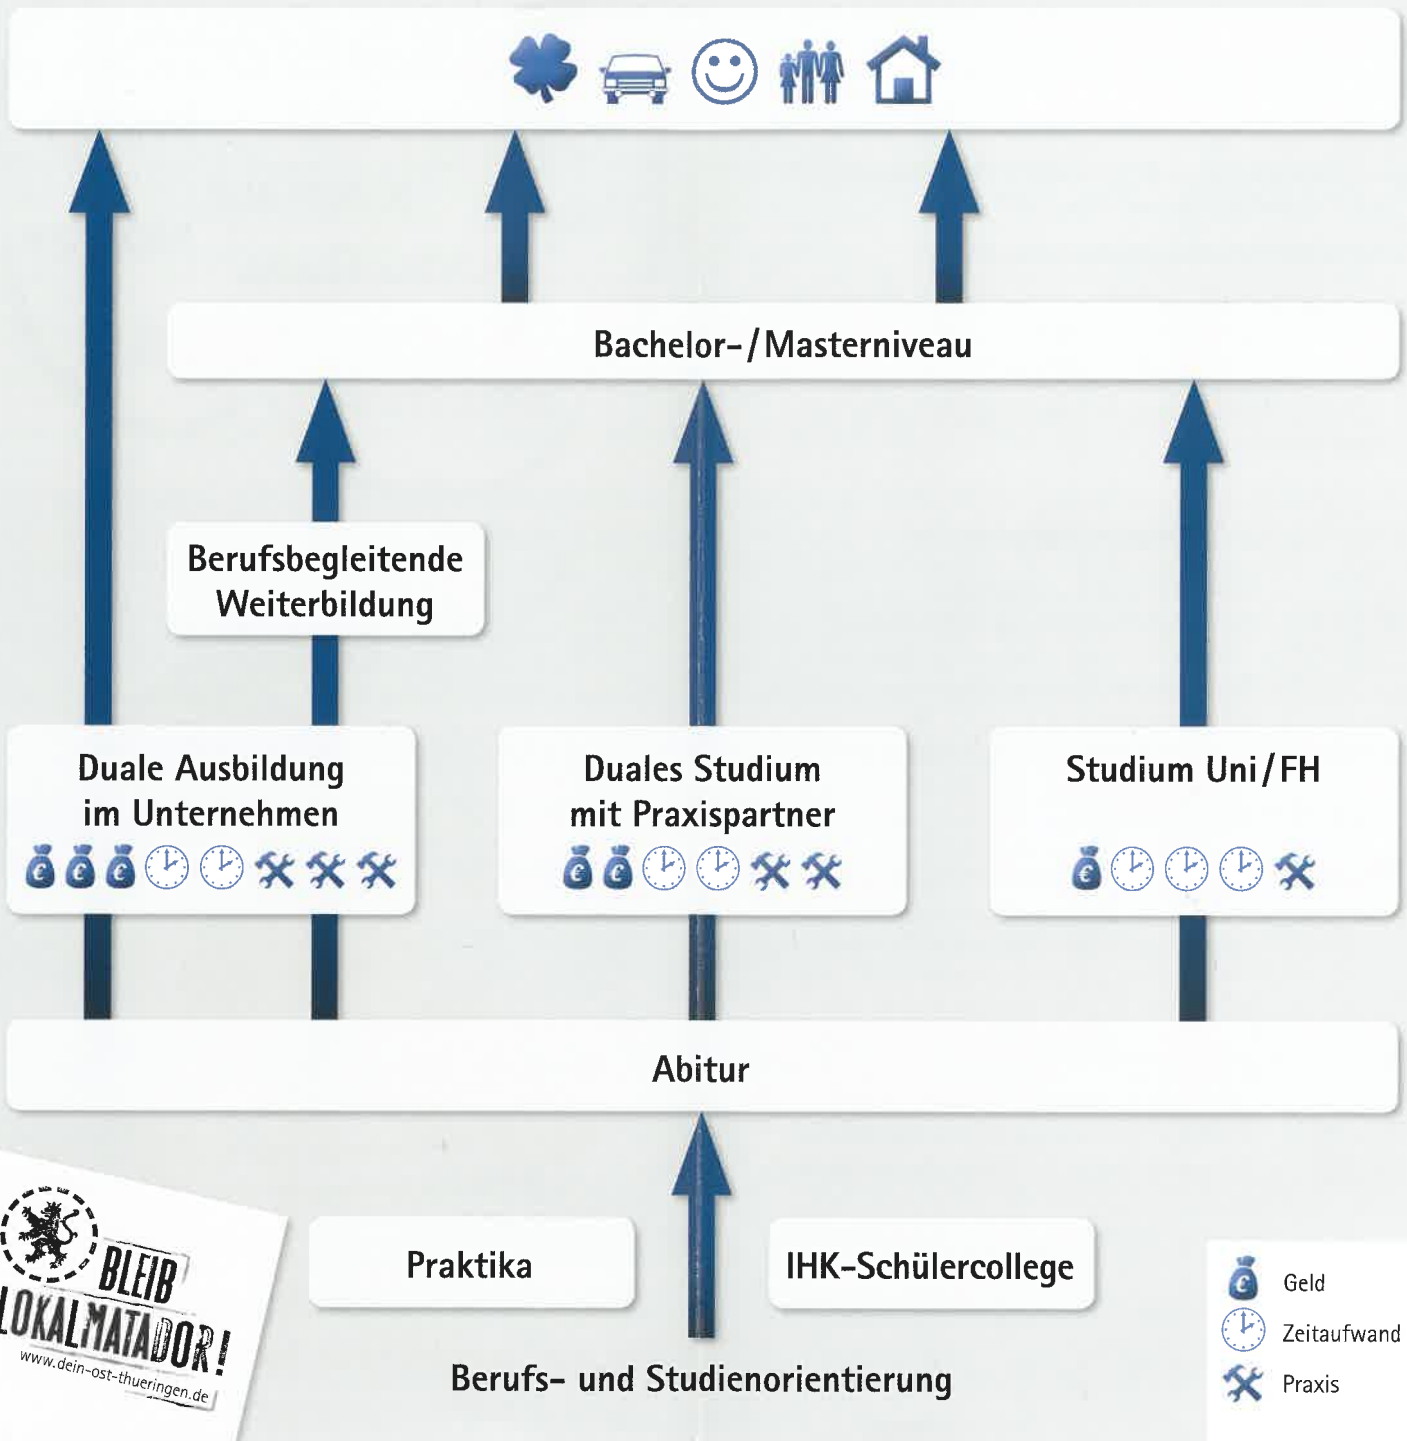 Bachelor-/Masterniveau
Berufsbegleitende
Weiterbildung
Duale Ausbildung
im Unternehmen
Duales Studium
mit Praxispartner
Studium Uni/FH
Abitur
Praktika
IHK-Schülercollege
Berufs- und Studienorientierung
BLEIB
LOKALMATADOR!
www.dein-ost-thueringen.de
€ Geld
Zeitaufwand
Praxis